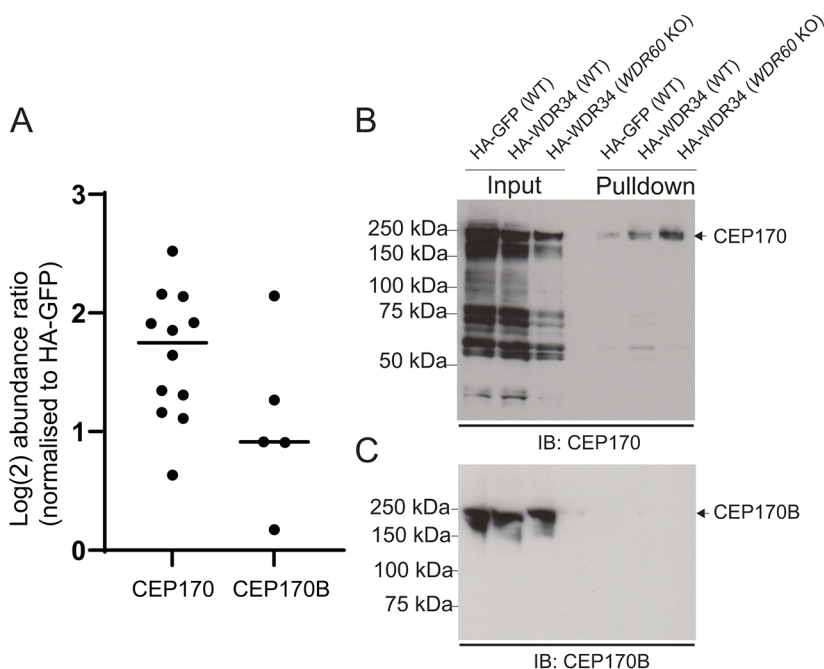 A
Log(2) abundance ratio
(normalised to HA-GFP)
3
2
1
0
CEP170 CEP170B
B
HA-GFP (WT)
HA-WDR34 (WT)
HA-WDR34 (WDR60 KO)
HA-GFP (WT)
HA-WDR34 (WT)
HA-WDR34 (WDR60 KO)
Input Pulldown
250 kDa
150 kDa
100 kDa
75 kDa
50 kDa
CEP170
IB: CEP170
C
250 kDa
150 kDa
100 kDa
75 kDa
CEP170B
IB: CEP170B